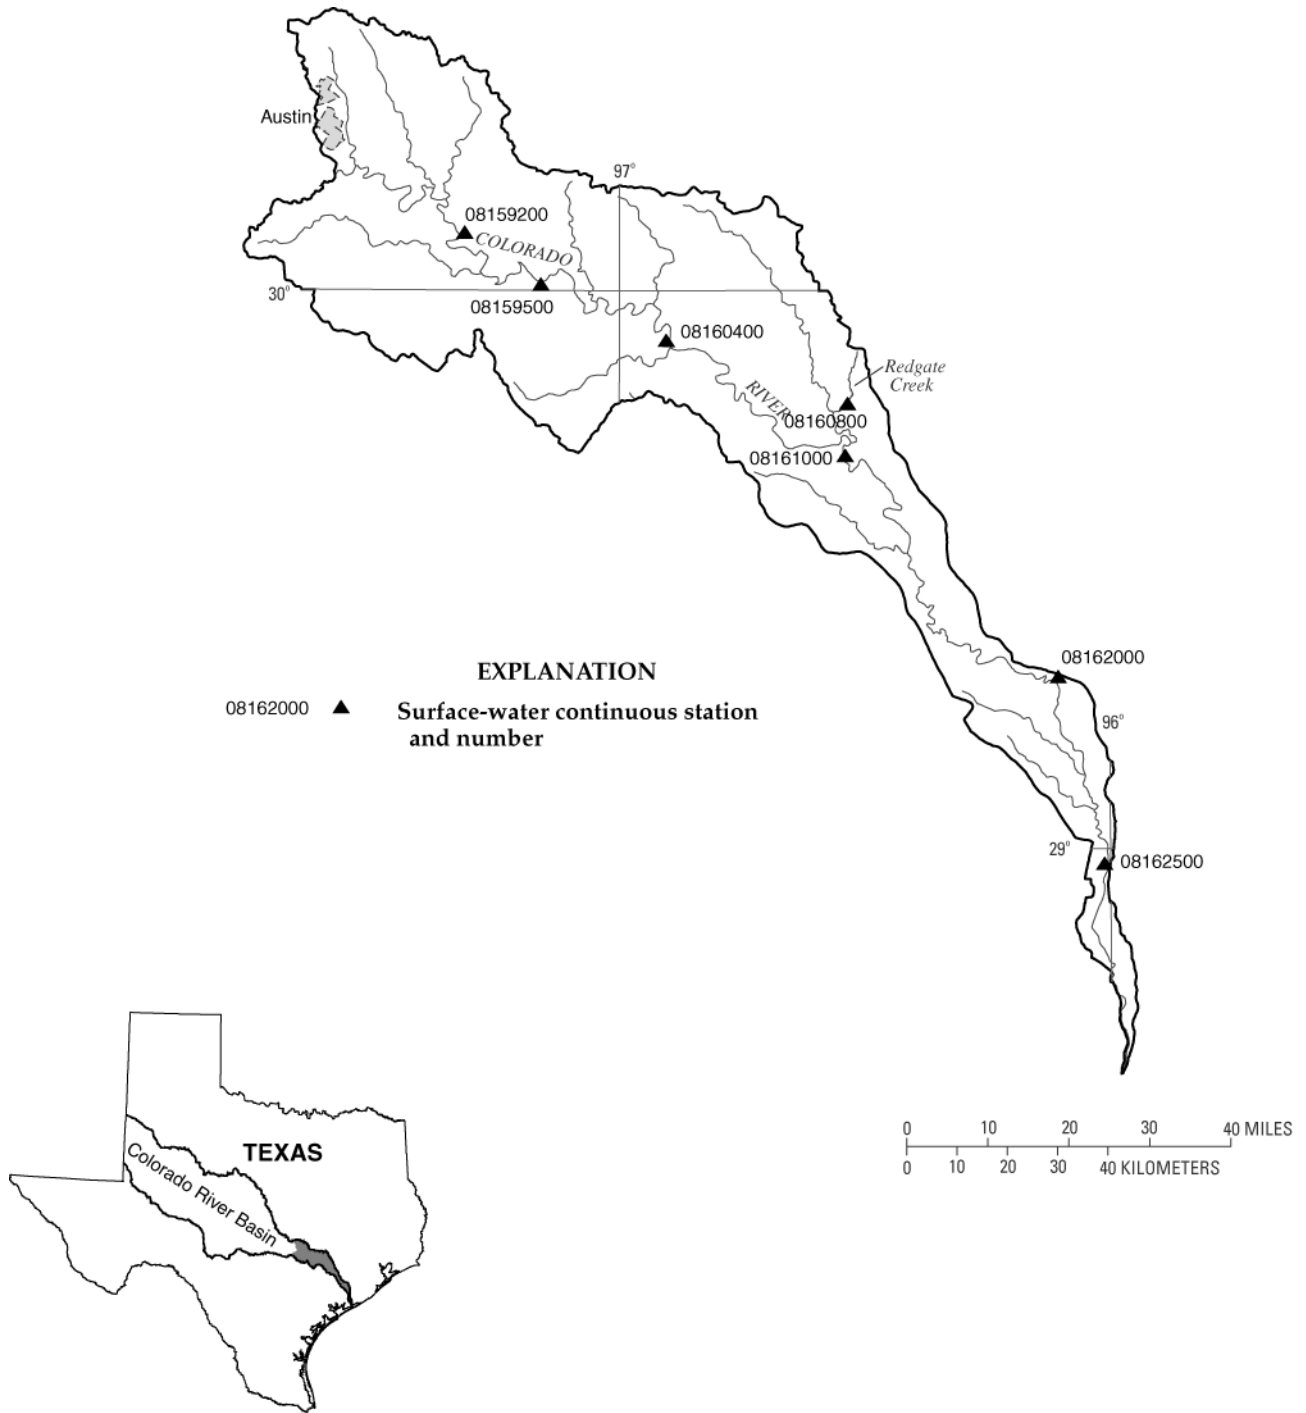 Austin
97°
08159200
COLORADO
30°
08159500
08160400
Redgate
Creek
RIVER
08160800
08161000
08162000
EXPLANATION
08162000 Surface-water continuous station
and number
96°
29°
08162500
TEXAS
Colorado River Basin
0 10 20 30 40 MILES
0 10 20 30 40 KILOMETERS